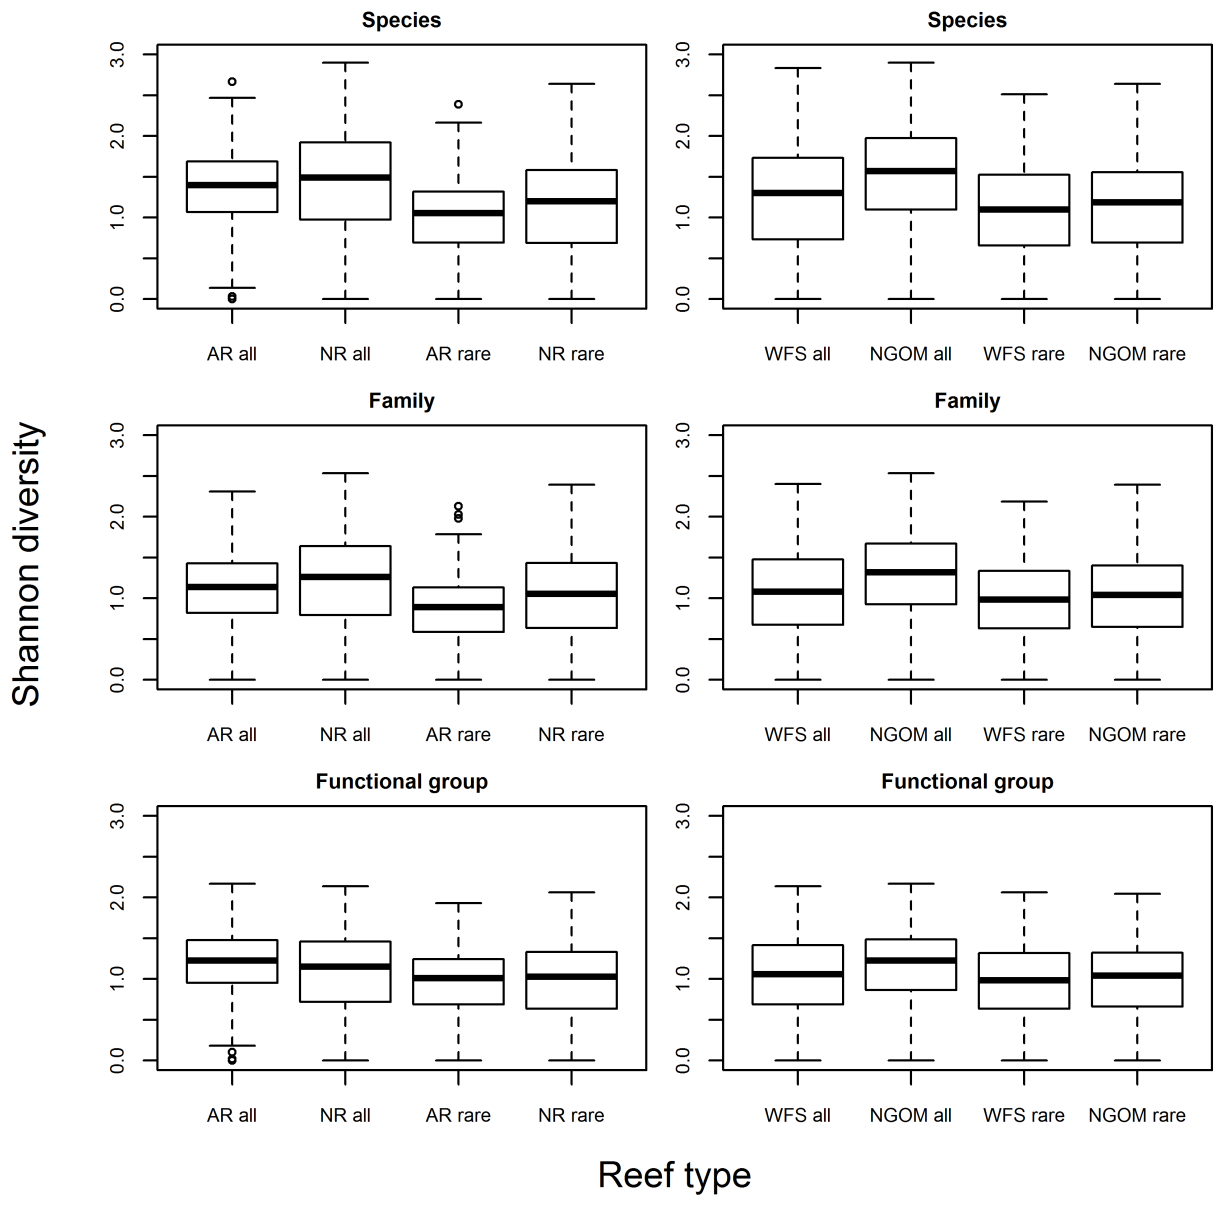 Species
3.0
2.0
1.0
0.0
AR all NR all AR rare NR rare
Species
3.0
2.0
1.0
0.0
WFS all NGOM all WFS rare NGOM rare
Family
3.0
2.0
1.0
0.0
AR all NR all AR rare NR rare
Family
3.0
2.0
1.0
0.0
WFS all NGOM all WFS rare NGOM rare
Functional group
3.0
2.0
1.0
0.0
AR all NR all AR rare NR rare
Functional group
3.0
2.0
1.0
0.0
WFS all NGOM all WFS rare NGOM rare
Shannon diversity
Reef type